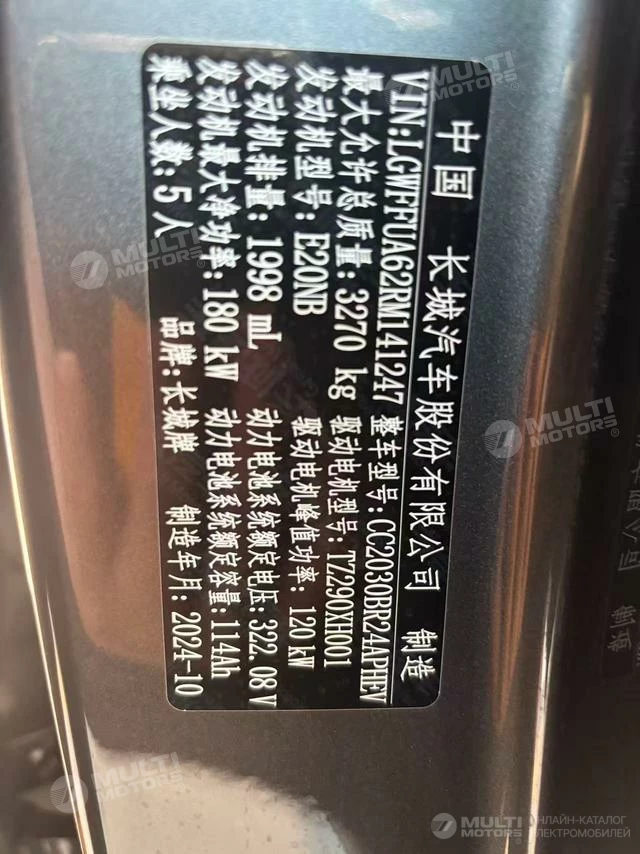 中国 长城汽车股份有限公司 制造
VIN:LGWFFUA62RM141247 整车型号:CC2030BR24APHEV
最大允许总质量:3270 kg 驱动电机型号:TZ290XH001
发动机型号:E20NB 驱动电机峰值功率:120 kW
发动机排量:1998 mL 动力电池系统额定电压:322.08 V
发动机最大净功率:180 kW 动力电池系统额定容量:114Ah
乘坐人数:5人 品牌:长城牌 制造年月:2024-10
MULTI MOTORS®
MULTI MOTORS®
MULTI MOTORS®
MULTI MOTORS®
MULTI MOTORS®
MULTI MOTORS® ОНЛАЙН-КАТАЛОГ ЭЛЕКТРОМОБИЛЕЙ